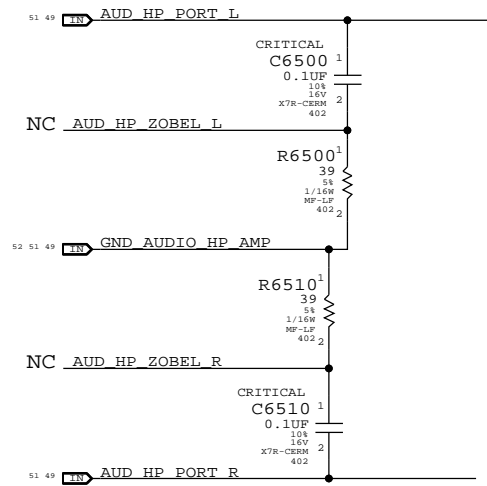 51 49 IN AUD_HP_PORT_L
CRITICAL
C6500 1
0.1UF
10%
16V
X7R-CERM 2
402
NC AUD_HP_ZOBEL_L
R6500 1
39
5%
1/16W
MF-LF
402 2
52 51 49 IN GND_AUDIO_HP_AMP
R6510 1
39
5%
1/16W
MF-LF
402 2
NC AUD_HP_ZOBEL_R
CRITICAL
C6510 1
0.1UF
10%
16V 2
X7R-CERM
402
51 49 IN AUD_HP_PORT_R